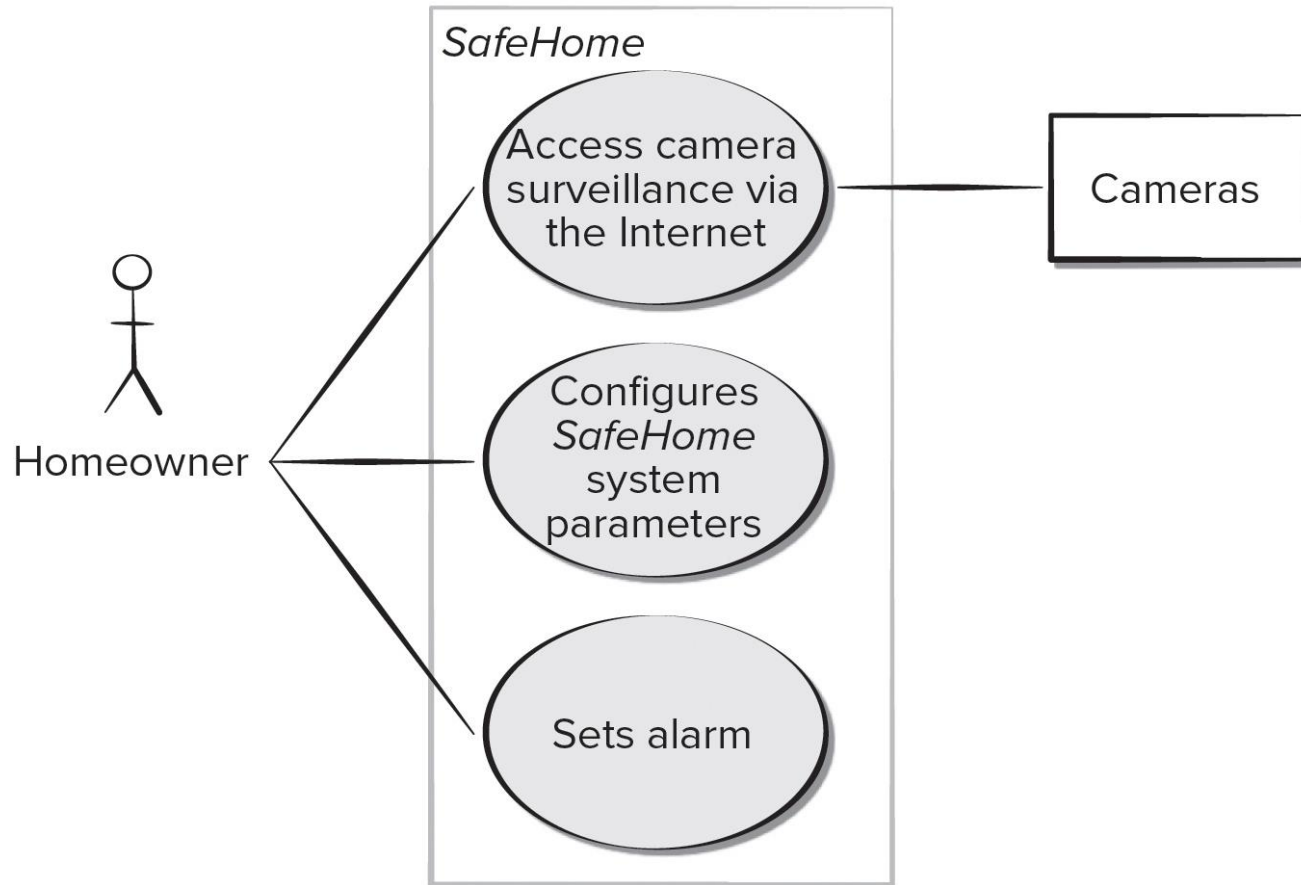 SafeHome
Access camera
surveillance via
the Internet
Cameras
Homeowner
Configures
SafeHome
system
parameters
Sets alarm